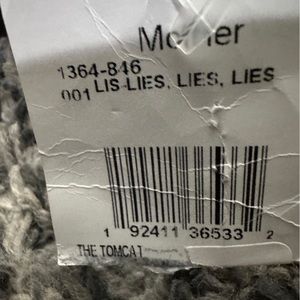 Mother
1364-846
001 LIS-LIES, LIES, LIES
1 92411 36533 2
THE TOMCAT